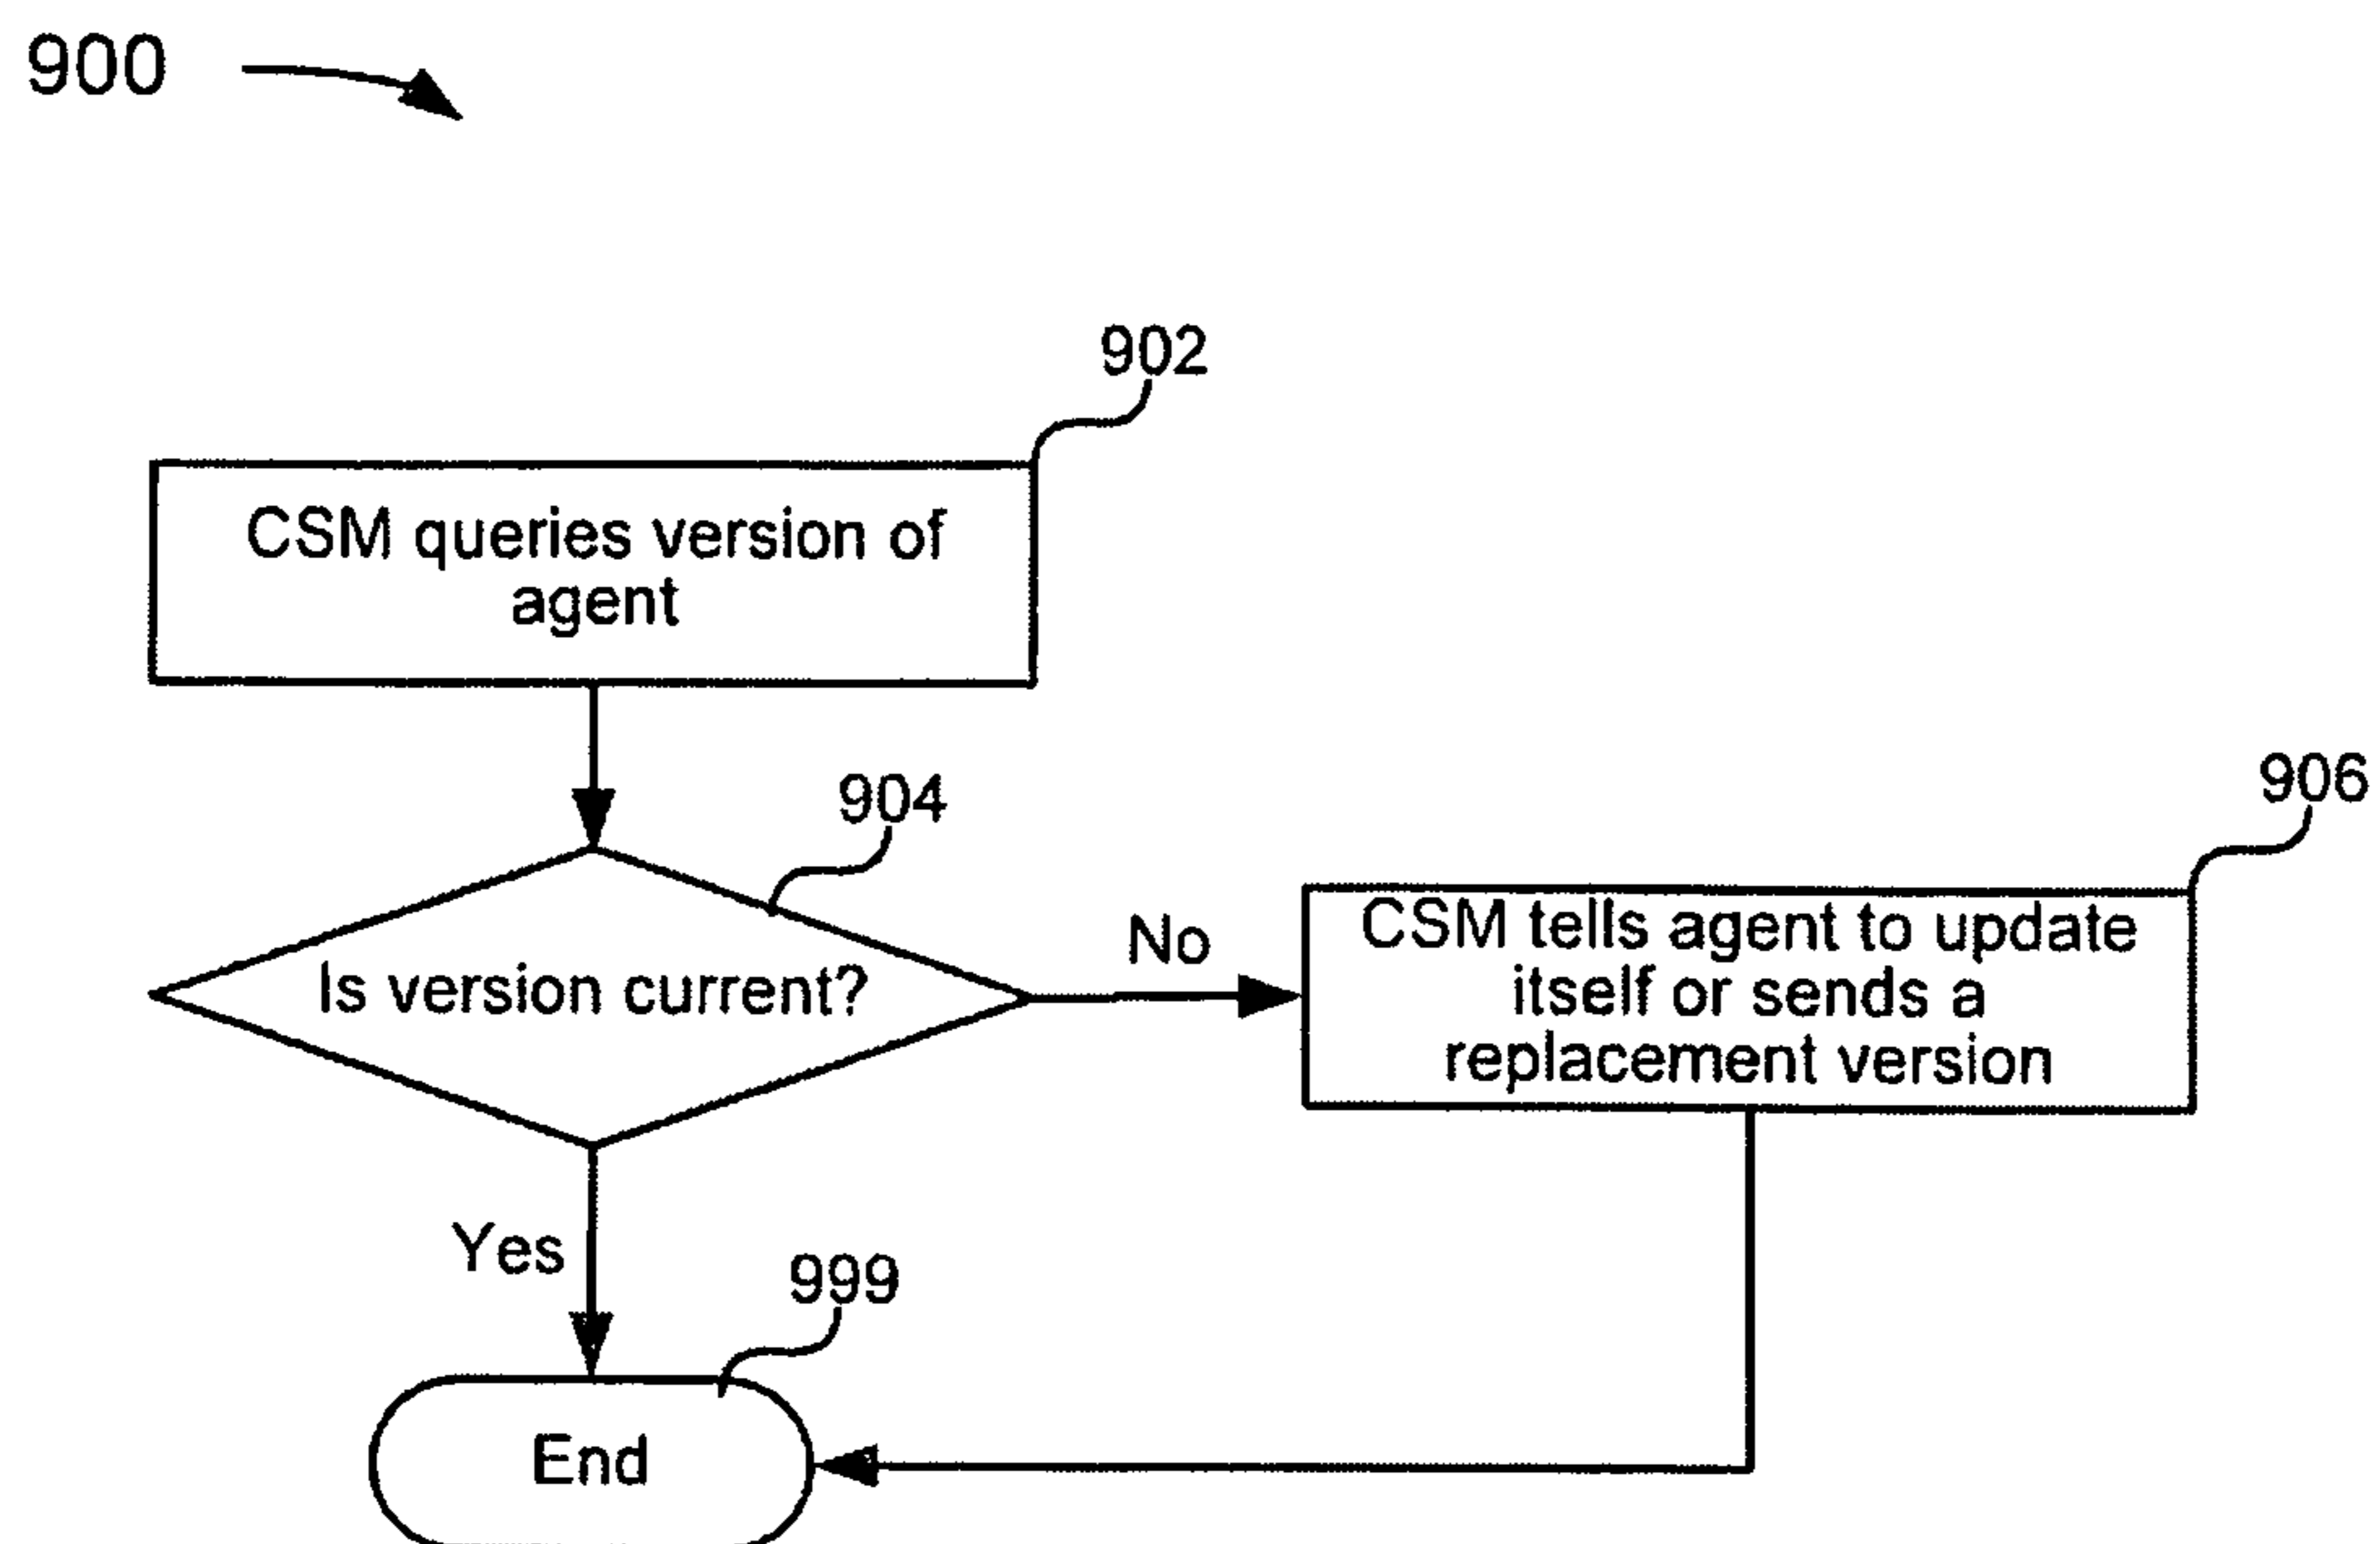 900
902
CSM queries version of
agent
904
906
Is version current?
No
CSM tells agent to update
itself or sends a
replacement version
Yes
999
End